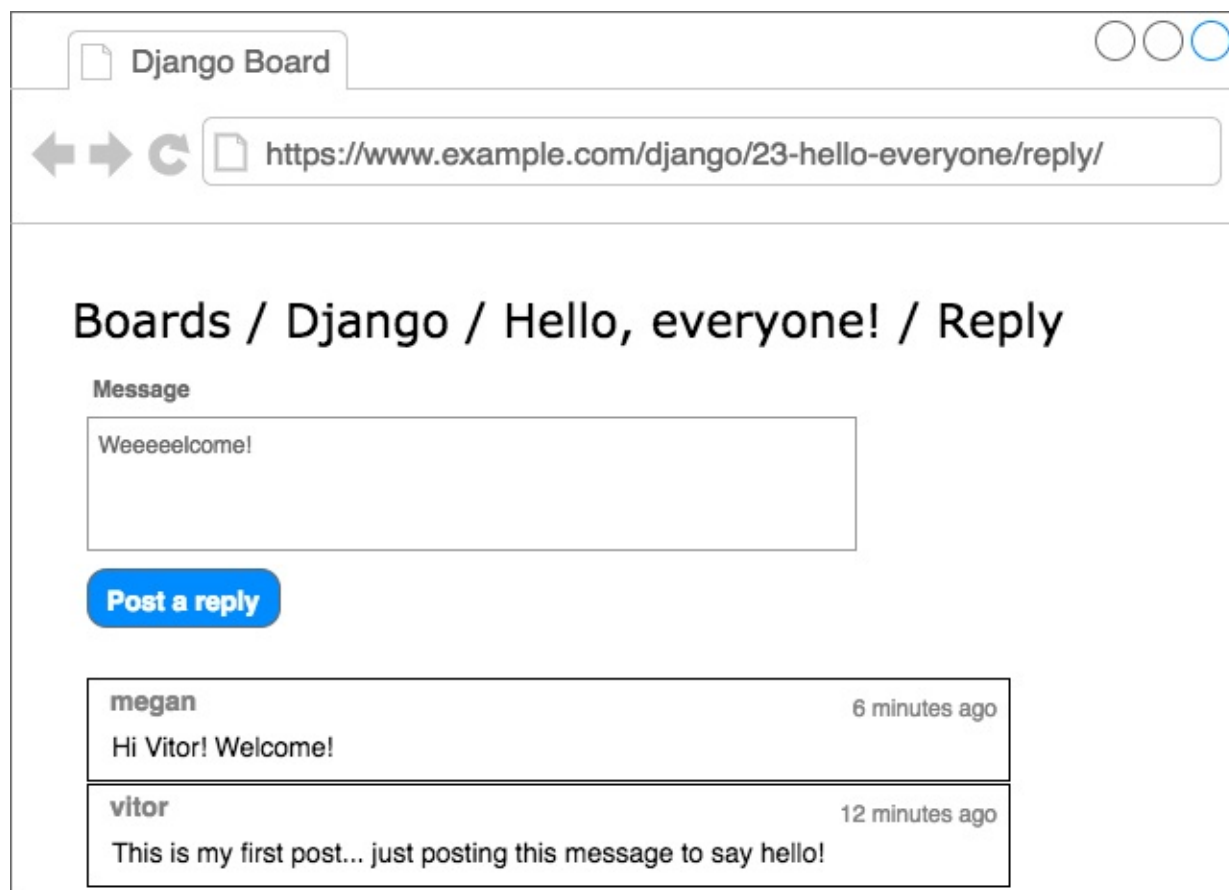 Django Board
https://www.example.com/django/23-hello-everyone/reply/
Boards / Django / Hello, everyone! / Reply
Message
Weeeeelcome!
Post a reply
megan 6 minutes ago
Hi Vitor! Welcome!
vitor 12 minutes ago
This is my first post... just posting this message to say hello!